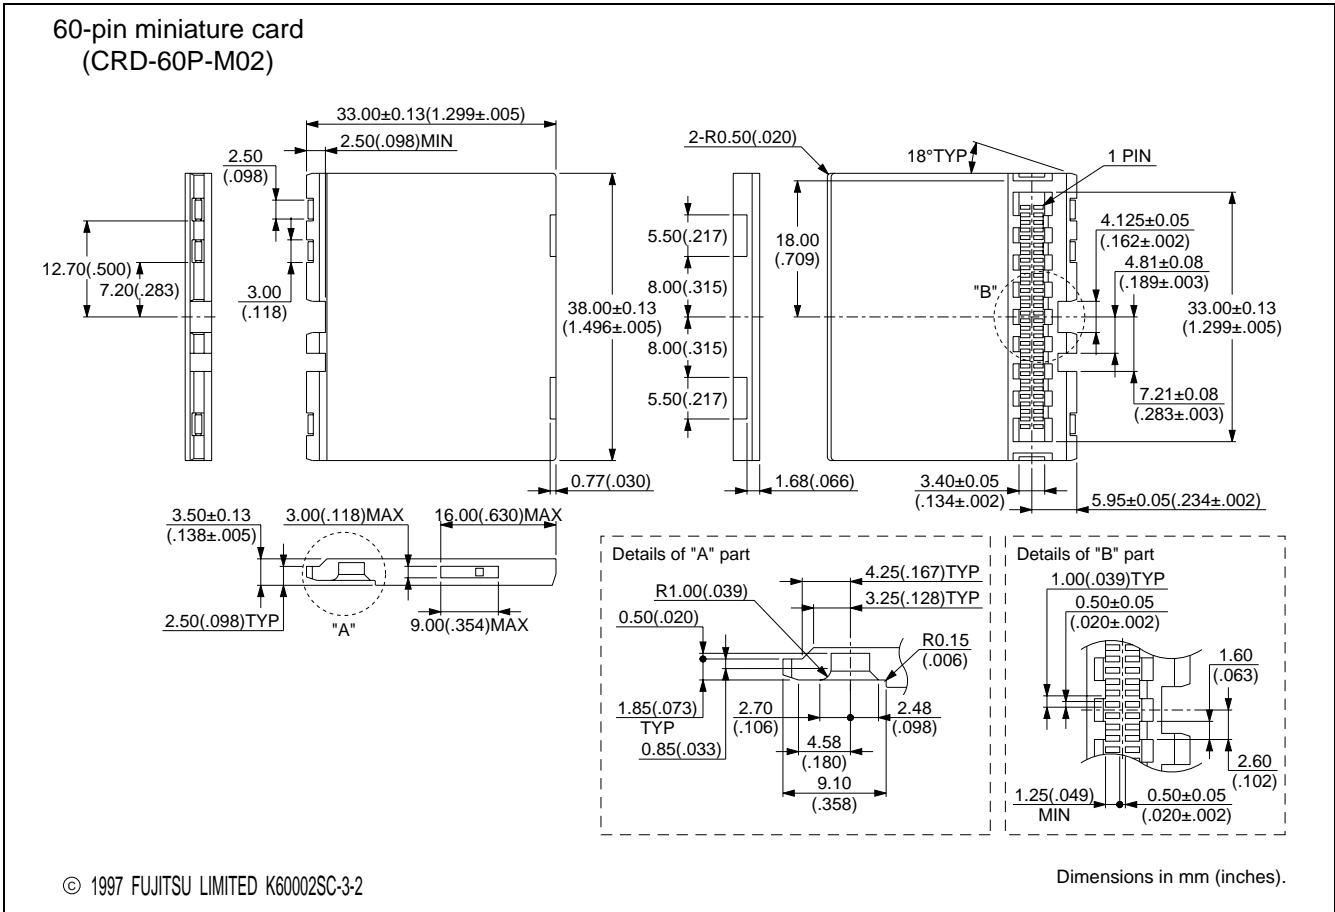 60-pin miniature card
(CRD-60P-M02)
33.00±0.13(1.299±.005)
2.50(.098)MIN
2.50
(.098)
12.70(.500)
7.20(.283)
3.00
(.118)
38.00±0.13
(1.496±.005)
0.77(.030)
2-R0.50(.020)
18°TYP
1 PIN
5.50(.217)
8.00(.315)
8.00(.315)
5.50(.217)
18.00
(.709)
"B"
4.125±0.05
(.162±.002)
4.81±0.08
(.189±.003)
33.00±0.13
(1.299±.005)
7.21±0.08
(.283±.003)
1.68(.066)
3.40±0.05
(.134±.002)
5.95±0.05(.234±.002)
3.50±0.13
(.138±.005)
3.00(.118)MAX
16.00(.630)MAX
2.50(.098)TYP
"A"
9.00(.354)MAX
Details of "A" part
4.25(.167)TYP
R1.00(.039)
3.25(.128)TYP
0.50(.020)
R0.15
(.006)
1.85(.073)
TYP
0.85(.033)
2.70
(.106)
2.48
(.098)
4.58
(.180)
9.10
(.358)
Details of "B" part
1.00(.039)TYP
0.50±0.05
(.020±.002)
1.60
(.063)
2.60
(.102)
1.25(.049)
MIN
0.50±0.05
(.020±.002)
© 1997 FUJITSU LIMITED K60002SC-3-2
Dimensions in mm (inches).